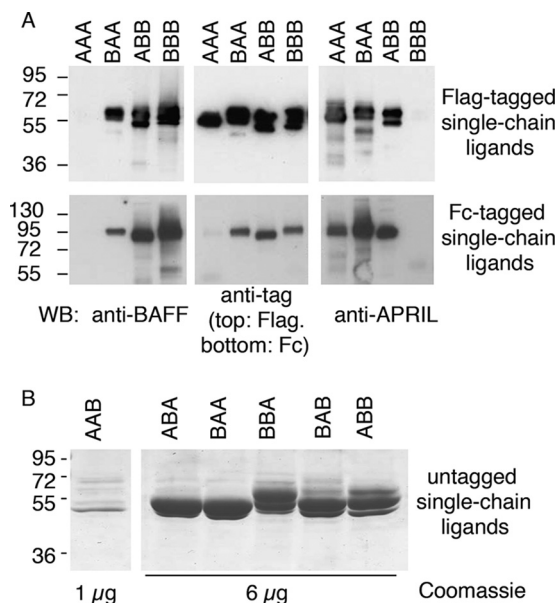 A
AAA BAA ABB BBB AAA BAA ABB BBB AAA BAA ABB BBB
95
72
55
36
Flag-tagged
single-chain
ligands
130
95
72
55
Fc-tagged
single-chain
ligands
WB: anti-BAFF
anti-tag
(top: Flag.
bottom: Fc)
anti-APRIL
B
AAB ABA BAA BBA BAB ABB
95
72
55
36
untagged
single-chain
ligands
1 µg 6 µg Coomassie